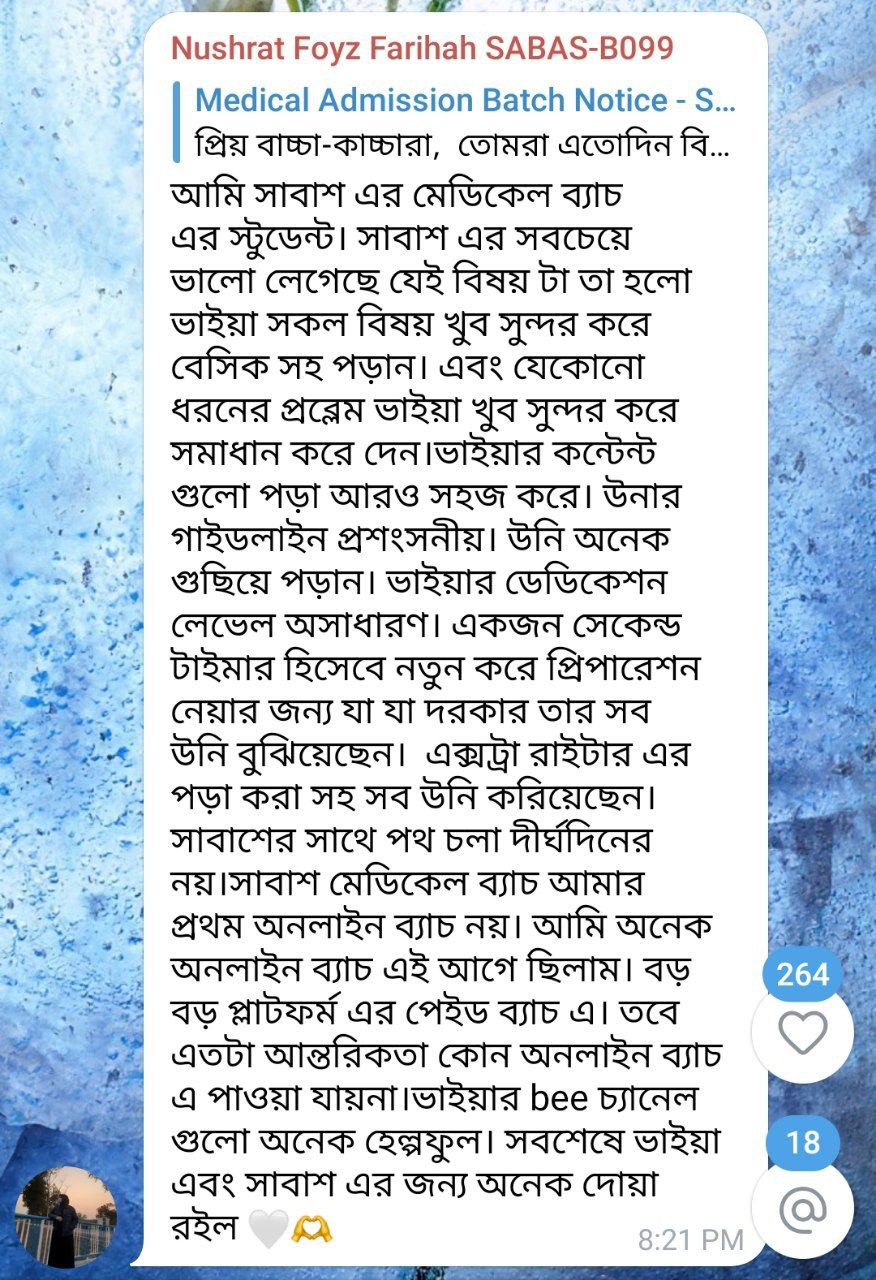 Nushrat Foyz Farihah SABAS-B099
Medical Admission Batch Notice - S...
প্রিয় বাচ্চা-কাচ্চারা, তোমরা এতোদিন বি...
আমি সাবাশ এর মেডিকেল ব্যাচ
এর স্টুডেন্ট। সাবাশ এর সবচেয়ে
ভালো লেগেছে যেই বিষয় টা তা হলো
ভাইয়া সকল বিষয় খুব সুন্দর করে
বেসিক সহ পড়ান। এবং যেকোনো
ধরনের প্রব্লেম ভাইয়া খুব সুন্দর করে
সমাধান করে দেন।ভাইয়ার কন্টেন্ট
গুলো পড়া আরও সহজ করে। উনার
গাইডলাইন প্রশংসনীয়। উনি অনেক
গুছিয়ে পড়ান। ভাইয়ার ডেডিকেশন
লেভেল অসাধারণ। একজন সেকেন্ড
টাইমার হিসেবে নতুন করে প্রিপারেশন
নেয়ার জন্য যা যা দরকার তার সব
উনি বুঝিয়েছেন। এক্সট্রা রাইটার এর
পড়া করা সহ সব উনি করিয়েছেন।
সাবাশের সাথে পথ চলা দীর্ঘদিনের
নয়।সাবাশ মেডিকেল ব্যাচ আমার
প্রথম অনলাইন ব্যাচ নয়। আমি অনেক
অনলাইন ব্যাচ এই আগে ছিলাম। বড়
বড় প্লাটফর্ম এর পেইড ব্যাচ এ। তবে
এতটা আন্তরিকতা কোন অনলাইন ব্যাচ
এ পাওয়া যায়না।ভাইয়ার bee চ্যানেল
গুলো অনেক হেল্পফুল। সবশেষে ভাইয়া
এবং সাবাশ এর জন্য অনেক দোয়া
রইল 🤍🫶
8:21 PM
264
18
@